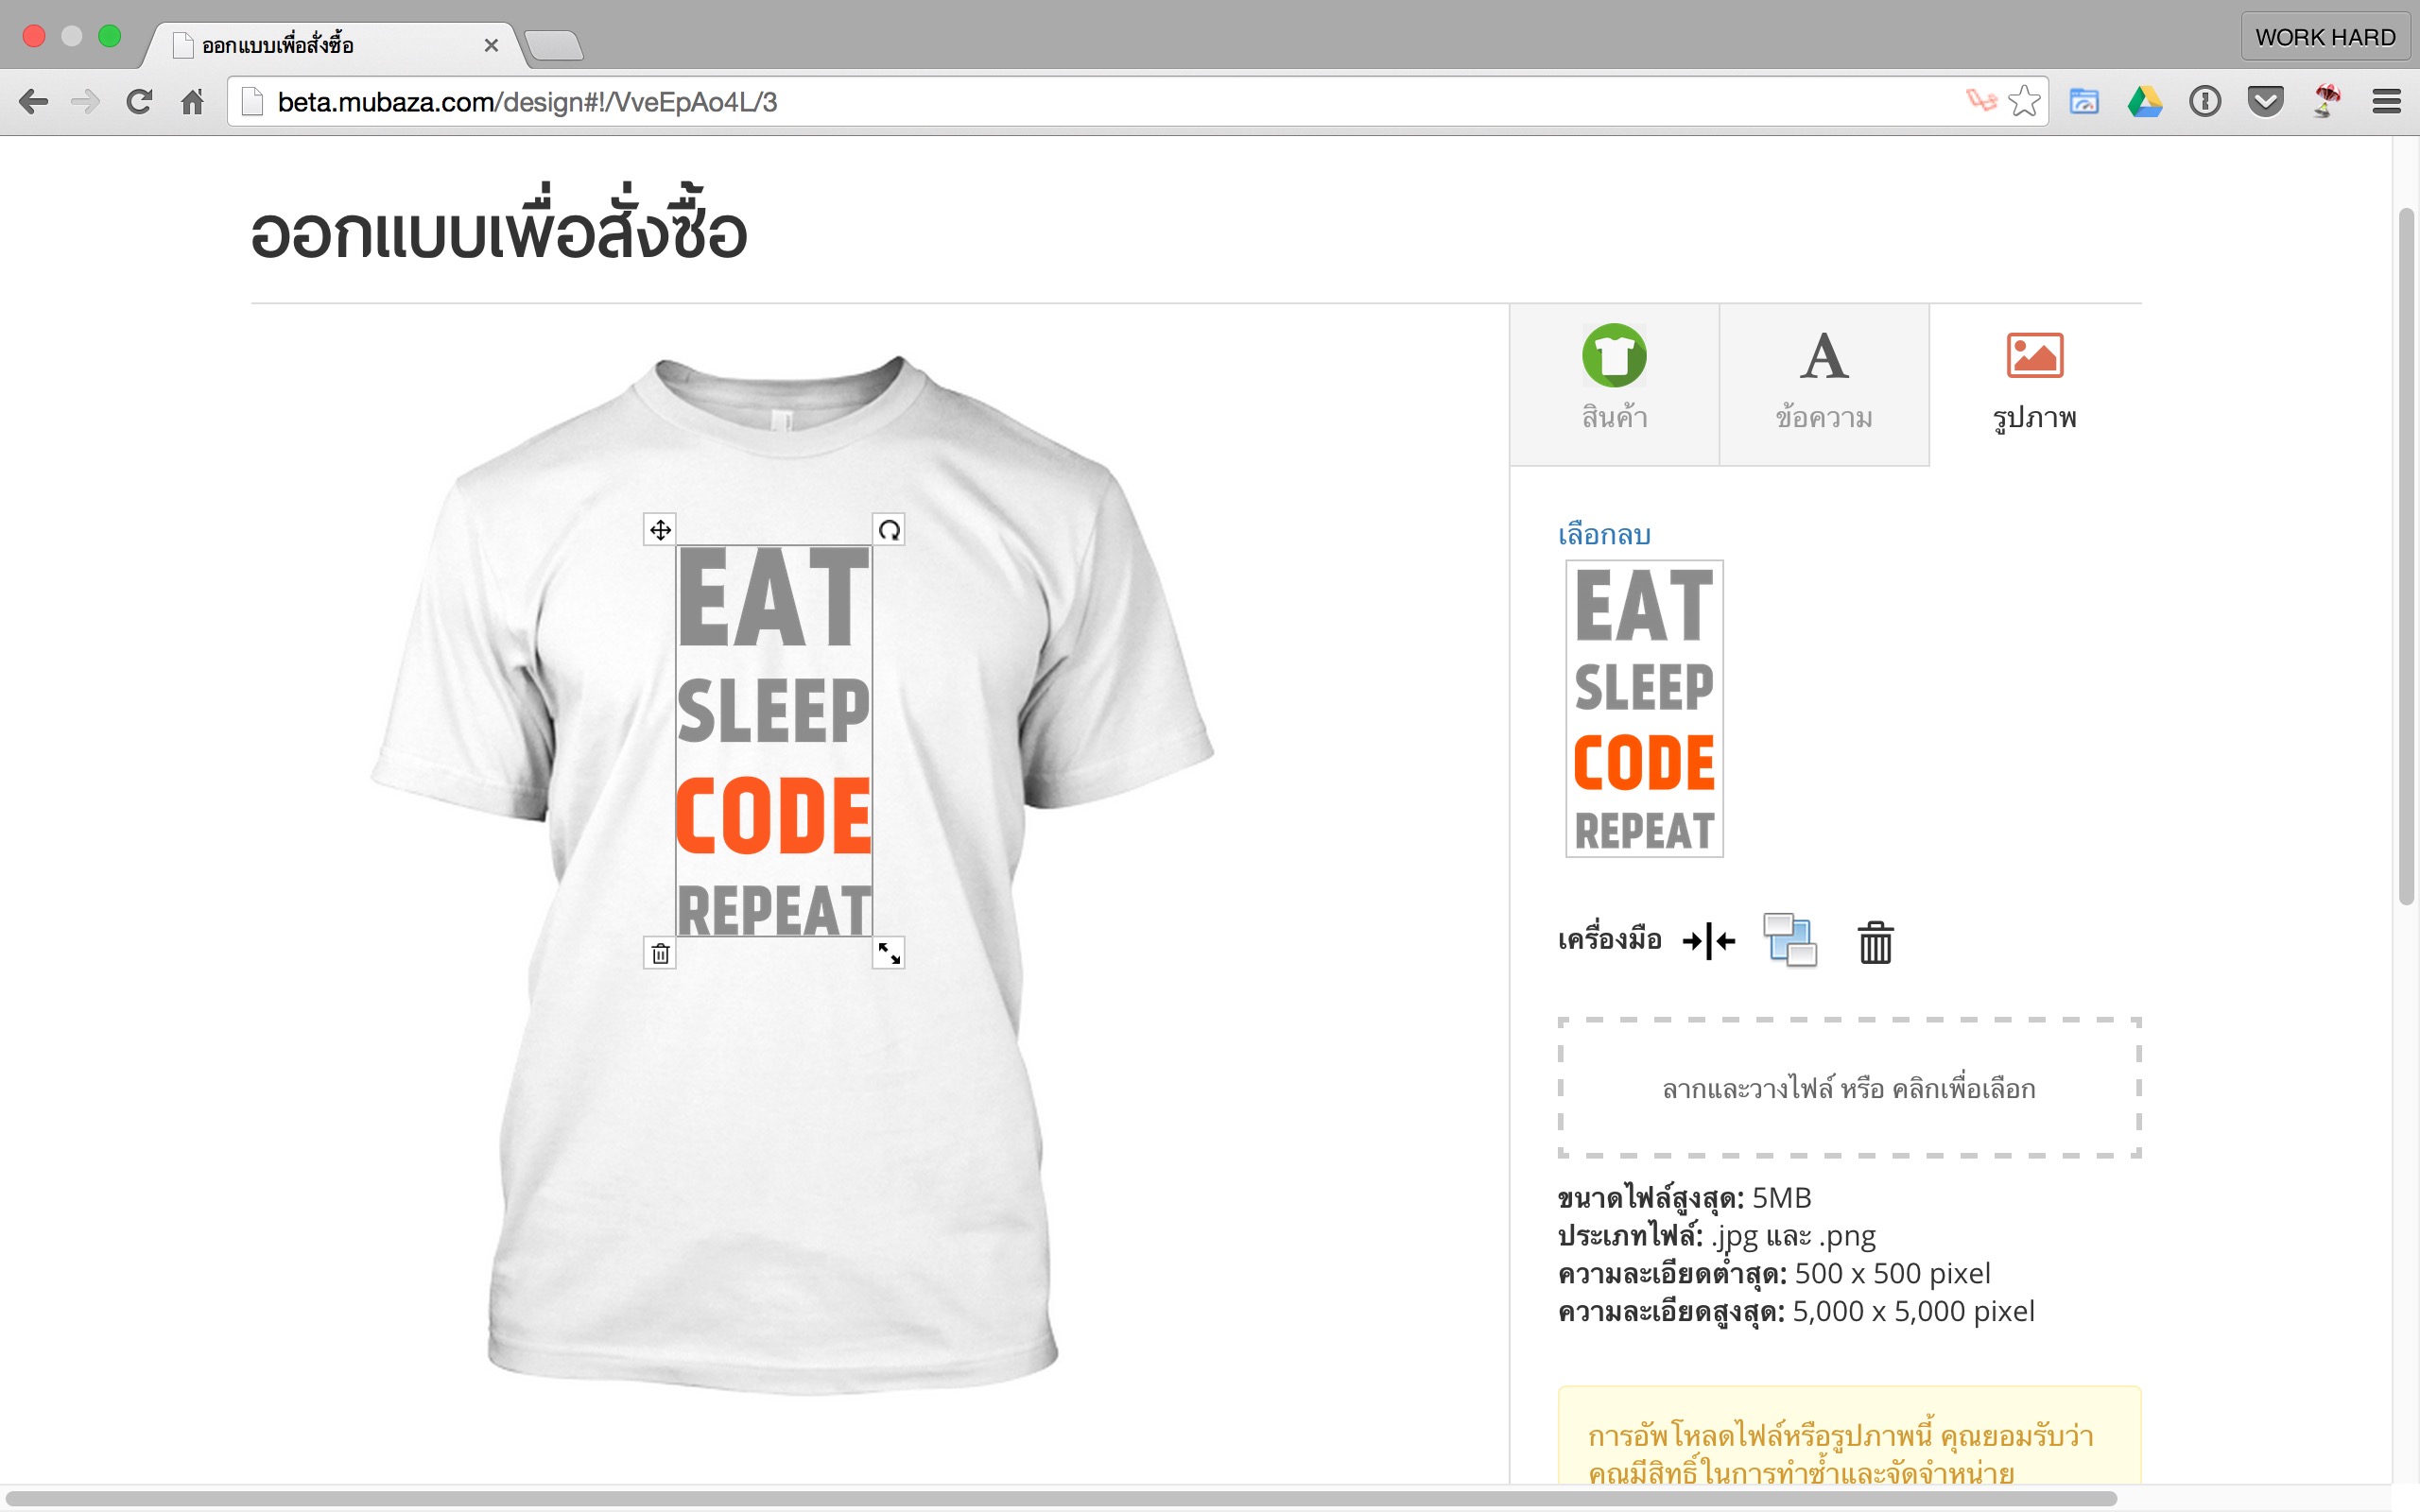 ออกแบบเพื่อสั่งซื้อ
WORK HARD
beta.mubaza.com/design#!/VveEpAo4L/3
ออกแบบเพื่อสั่งซื้อ
สินค้า
ข้อความ
รูปภาพ
EAT
SLEEP
CODE
REPEAT
เลือกลบ
EAT
SLEEP
CODE
REPEAT
เครื่องมือ
ลากและวางไฟล์ หรือ คลิกเพื่อเลือก
ขนาดไฟล์สูงสุด: 5MB
ประเภทไฟล์: .jpg และ .png
ความละเอียดต่ำสุด: 500 x 500 pixel
ความละเอียดสูงสุด: 5,000 x 5,000 pixel
การอัพโหลดไฟล์หรือรูปภาพนี้ คุณยอมรับว่า
คุณมีสิทธิ์ในการทำซ้ำและจัดจำหน่าย